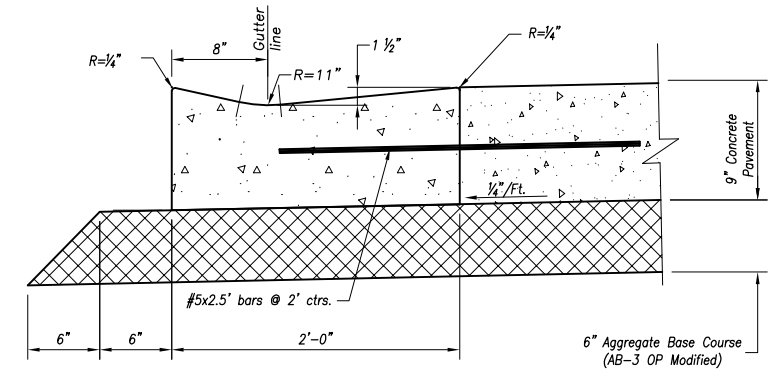 8"
Gutter
line
1 ½"
R=¼"
R=¼"
R=11"
9" Concrete
Pavement
¼"/Ft.
#5x2.5' bars @ 2' ctrs.
6"
6"
2'-0"
6" Aggregate Base Course
(AB-3 OP Modified)